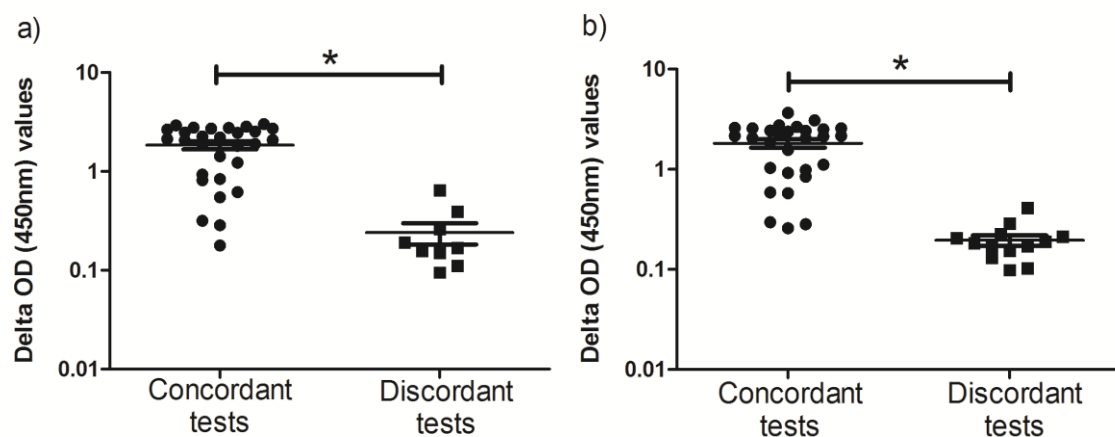 a)
*
Delta OD (450nm) values
10
1
0.1
0.01
Concordant
tests
Discordant
tests
b)
*
Delta OD (450nm) values
10
1
0.1
0.01
Concordant
tests
Discordant
tests